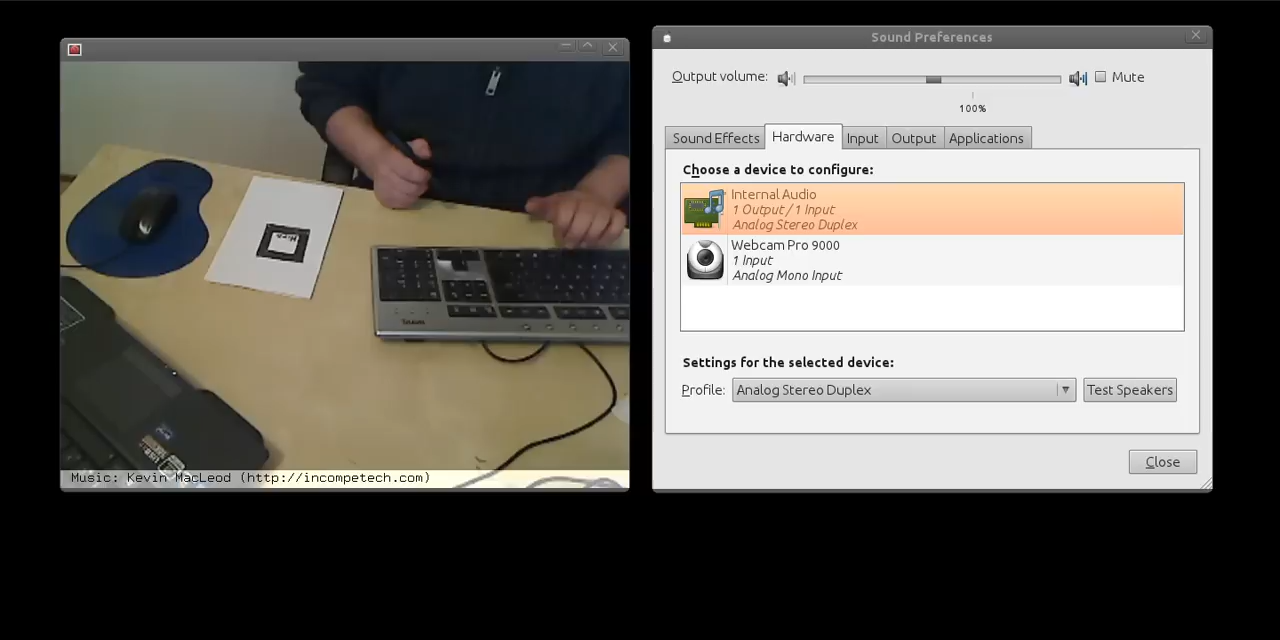 Music: Kevin MacLeod (http://incompetech.com)
Sound Preferences
Output volume:
Mute
100%
Sound Effects
Hardware
Input
Output
Applications
Choose a device to configure:
Internal Audio
1 Output / 1 Input
Analog Stereo Duplex
Webcam Pro 9000
1 Input
Analog Mono Input
Settings for the selected device:
Profile:
Analog Stereo Duplex
Test Speakers
Close